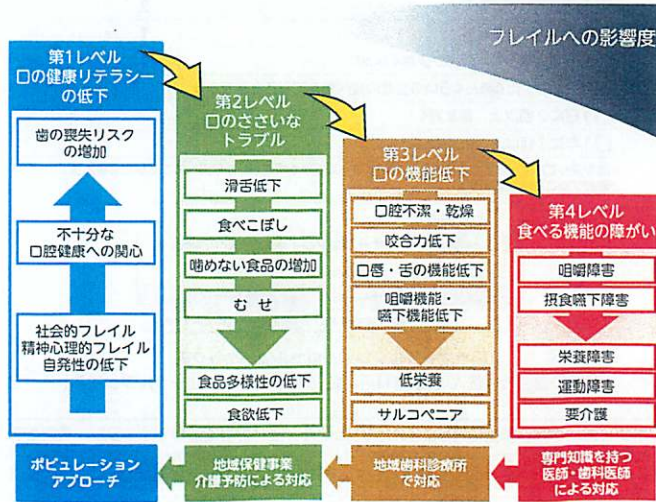 フレイルへの影響度
第1レベル
口の健康リテラシー
の低下
歯の喪失リスク
の増加
不十分な
口腔健康への関心
社会的フレイル
精神心理的フレイル
自発性の低下
ポピュレーション
アプローチ
第2レベル
口のささいな
トラブル
滑舌低下
食べこぼし
噛めない食品の増加
むせ
食品多様性の低下
食欲低下
地域保健事業
介護予防による対応
第3レベル
口の機能低下
口腔不潔・乾燥
咬合力低下
口唇・舌の機能低下
咀嚼機能・
嚥下機能低下
低栄養
サルコペニア
地域歯科診療所
で対応
第4レベル
食べる機能の障がい
咀嚼障害
摂食嚥下障害
栄養障害
運動障害
要介護
専門知識を持つ
医師・歯科医師
による対応